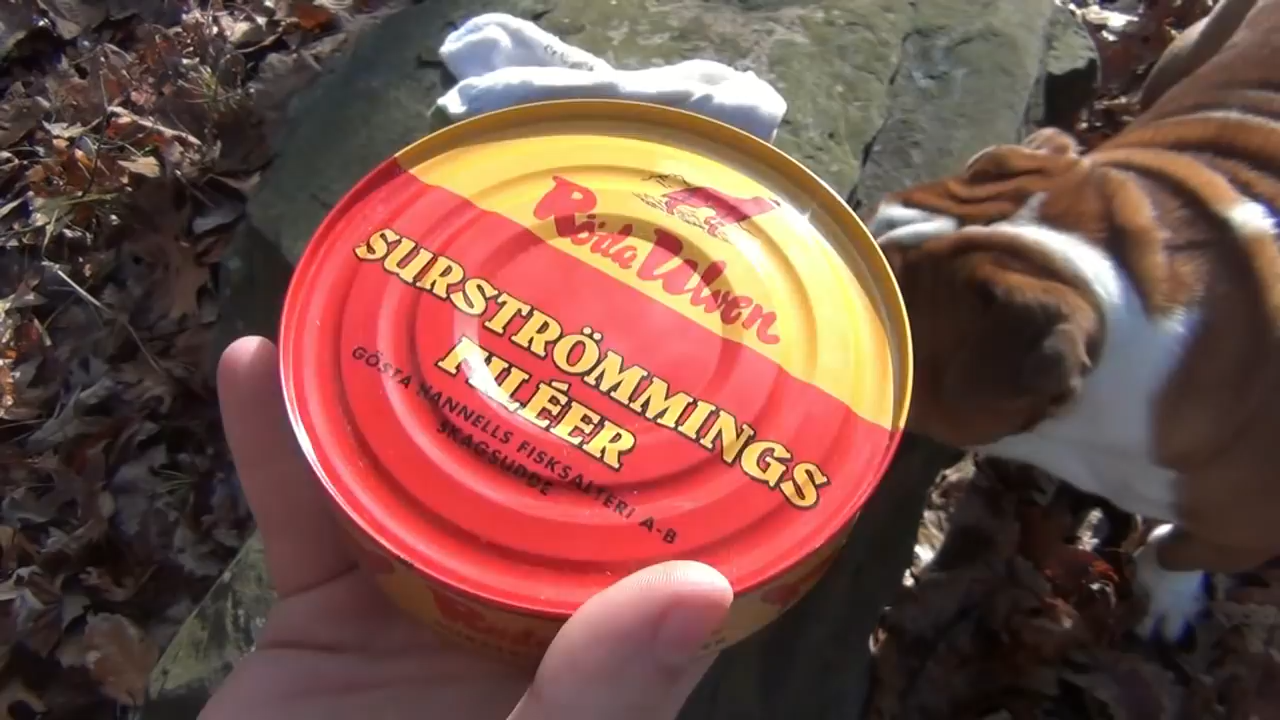 Röda Ulven
SURSTRÖMMINGS
FILÉER
GÖSTA HANNELLS FISKSALTERI A-B
SKAGSUDDE